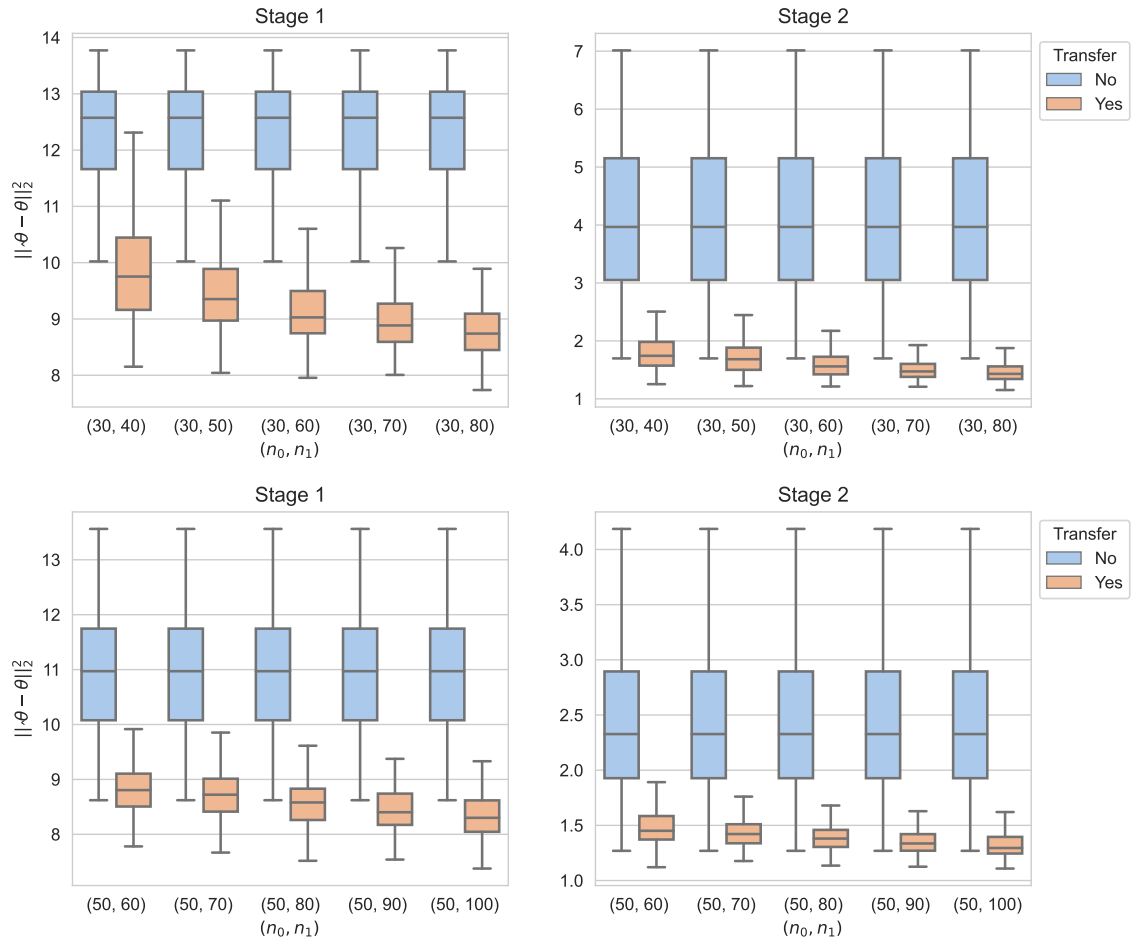 Stage 1
14
13
12
11
10
9
8
||^θ − θ||₂²
(30, 40) (30, 50) (30, 60) (30, 70) (30, 80)
(n₀, n₁)
Stage 2
7
6
5
4
3
2
1
(30, 40) (30, 50) (30, 60) (30, 70) (30, 80)
(n₀, n₁)
Transfer
No
Yes
Stage 1
13
12
11
10
9
8
||^θ − θ||₂²
(50, 60) (50, 70) (50, 80) (50, 90) (50, 100)
(n₀, n₁)
Stage 2
4.0
3.5
3.0
2.5
2.0
1.5
1.0
(50, 60) (50, 70) (50, 80) (50, 90) (50, 100)
(n₀, n₁)
Transfer
No
Yes